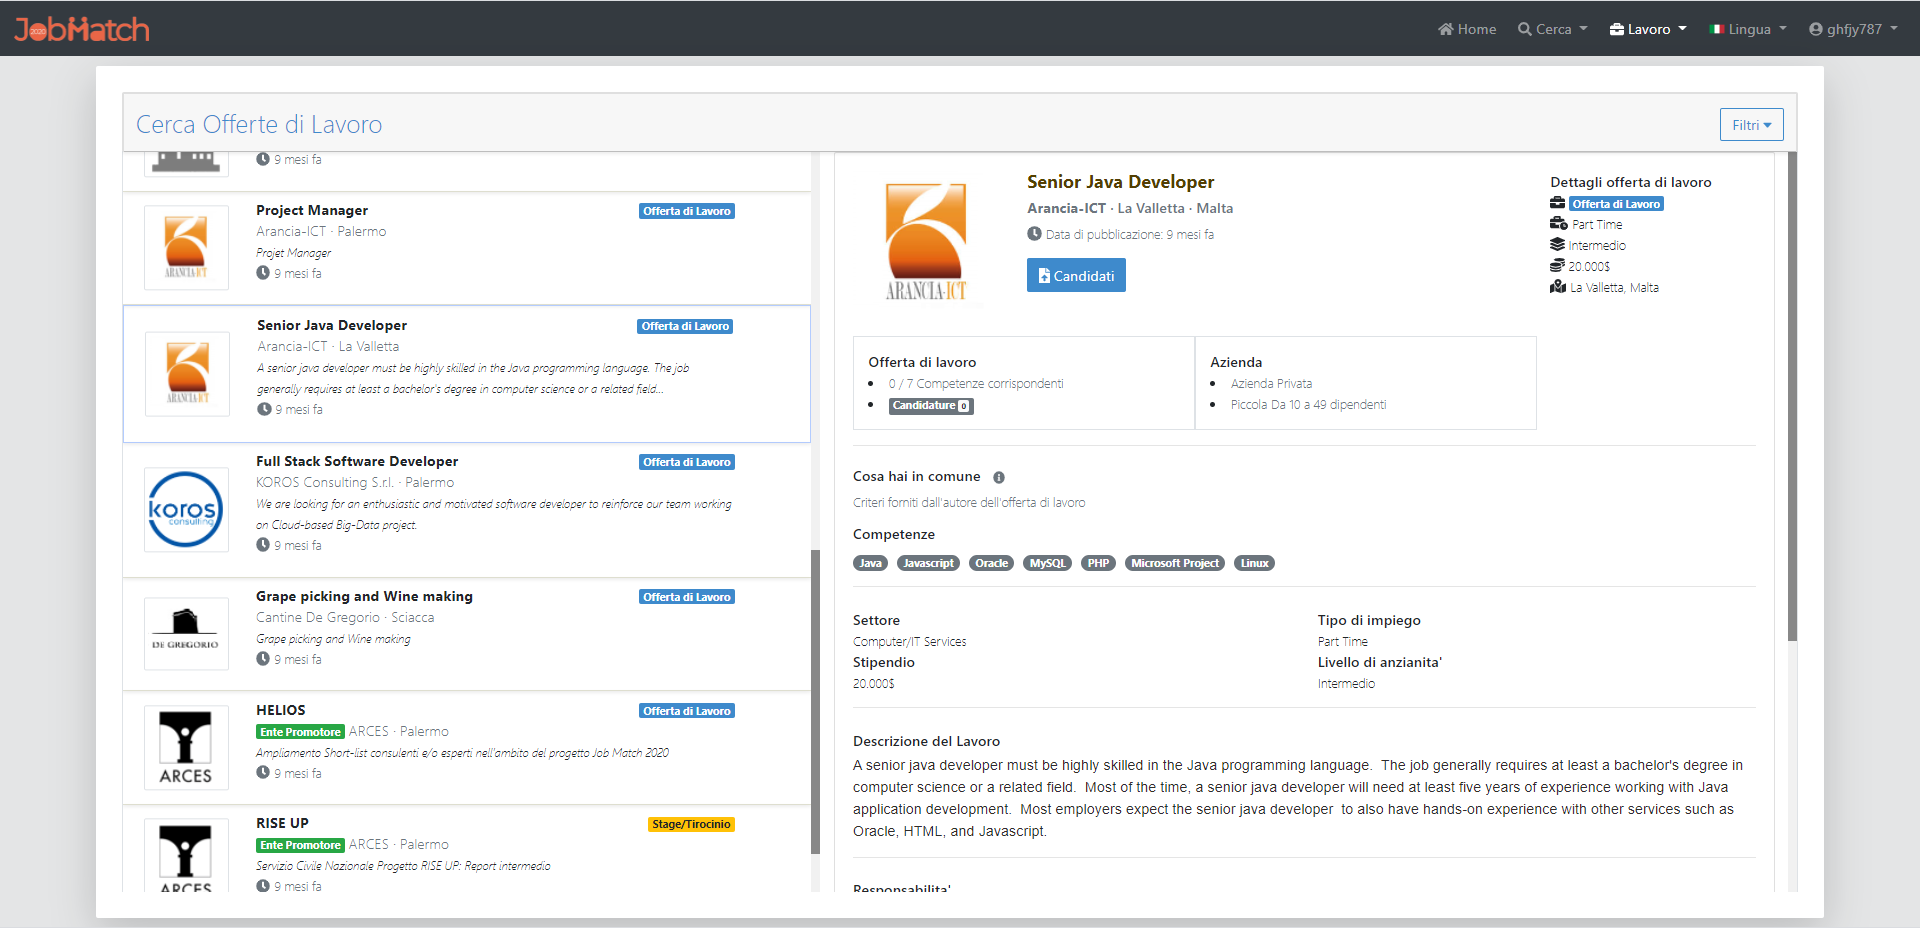 JobMatch
2020
Home
Cerca
Lavoro
Lingua
ghfjy787
Cerca Offerte di Lavoro
Filtri
9 mesi fa
ARANCIA-ICT
Project Manager
Offerta di Lavoro
Arancia-ICT · Palermo
Projet Manager
9 mesi fa
ARANCIA-ICT
Senior Java Developer
Offerta di Lavoro
Arancia-ICT · La Valletta
A senior java developer must be highly skilled in the Java programming language. The job
generally requires at least a bachelor's degree in computer science or a related field...
9 mesi fa
koros
consulting
Full Stack Software Developer
Offerta di Lavoro
KOROS Consulting S.r.l. · Palermo
We are looking for an enthusiastic and motivated software developer to reinforce our team working
on Cloud-based Big-Data project.
9 mesi fa
DE GREGORIO
Grape picking and Wine making
Offerta di Lavoro
Cantine De Gregorio · Sciacca
Grape picking and Wine making
9 mesi fa
ARCES
HELIOS
Offerta di Lavoro
Ente Promotore ARCES · Palermo
Ampliamento Short-list consulenti e/o esperti nell'ambito del progetto Job Match 2020
9 mesi fa
ARCES
RISE UP
Stage/Tirocinio
Ente Promotore ARCES · Palermo
Servizio Civile Nazionale Progetto RISE UP: Report intermedio
9 mesi fa
ARANCIA-ICT
Senior Java Developer
Arancia-ICT · La Valletta · Malta
Data di pubblicazione: 9 mesi fa
Candidati
Dettagli offerta di lavoro
Offerta di Lavoro
Part Time
Intermedio
20.000$
La Valletta, Malta
Offerta di lavoro
0 / 7 Competenze corrispondenti
Candidature 0
Azienda
Azienda Privata
Piccola Da 10 a 49 dipendenti
Cosa hai in comune
Criteri forniti dall'autore dell'offerta di lavoro
Competenze
Java Javascript Oracle MySQL PHP Microsoft Project Linux
Settore
Computer/IT Services
Stipendio
20.000$
Tipo di impiego
Part Time
Livello di anzianita'
Intermedio
Descrizione del Lavoro
A senior java developer must be highly skilled in the Java programming language.  The job generally requires at least a bachelor's degree in
computer science or a related field.  Most of the time, a senior java developer will need at least five years of experience working with Java
application development.  Most employers expect the senior java developer  to also have hands-on experience with other services such as
Oracle, HTML, and Javascript.
Responsabilita'